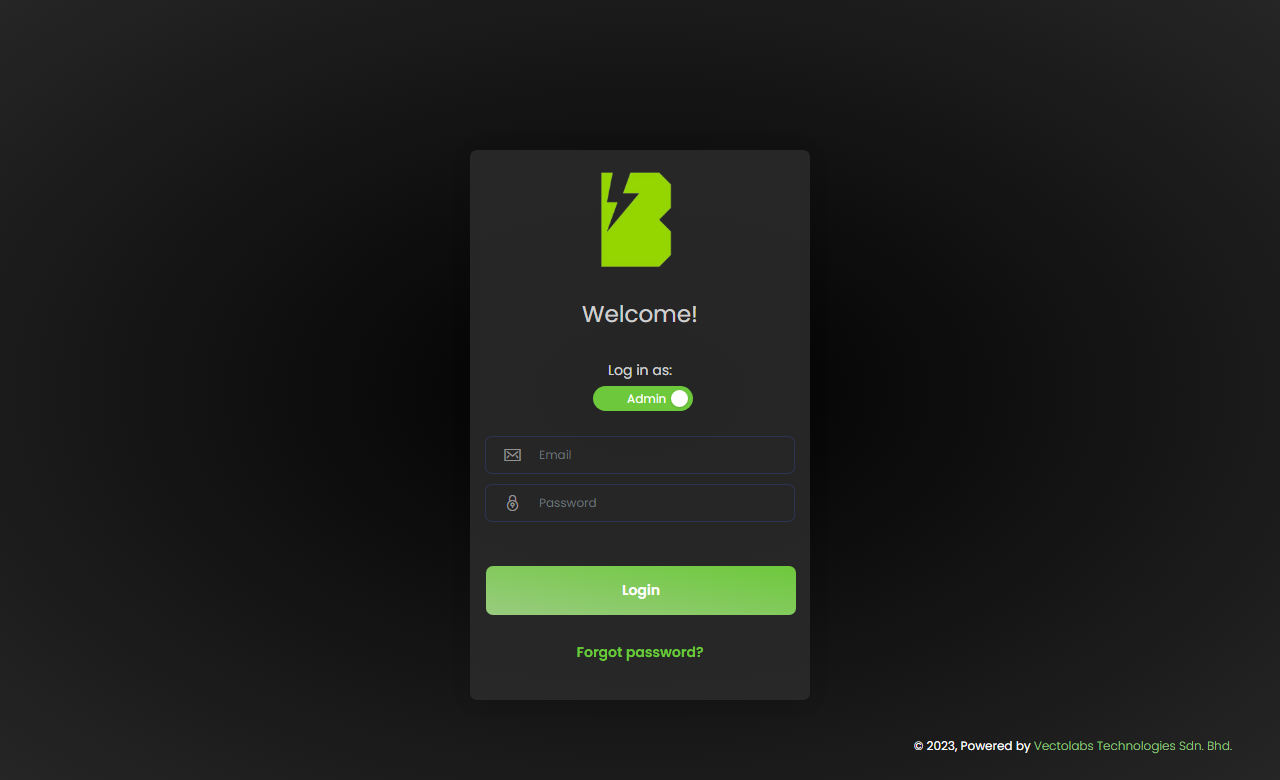 Welcome!
Log in as:
Admin
Email
Password
Login
Forgot password?
© 2023, Powered by Vectolabs Technologies Sdn. Bhd.